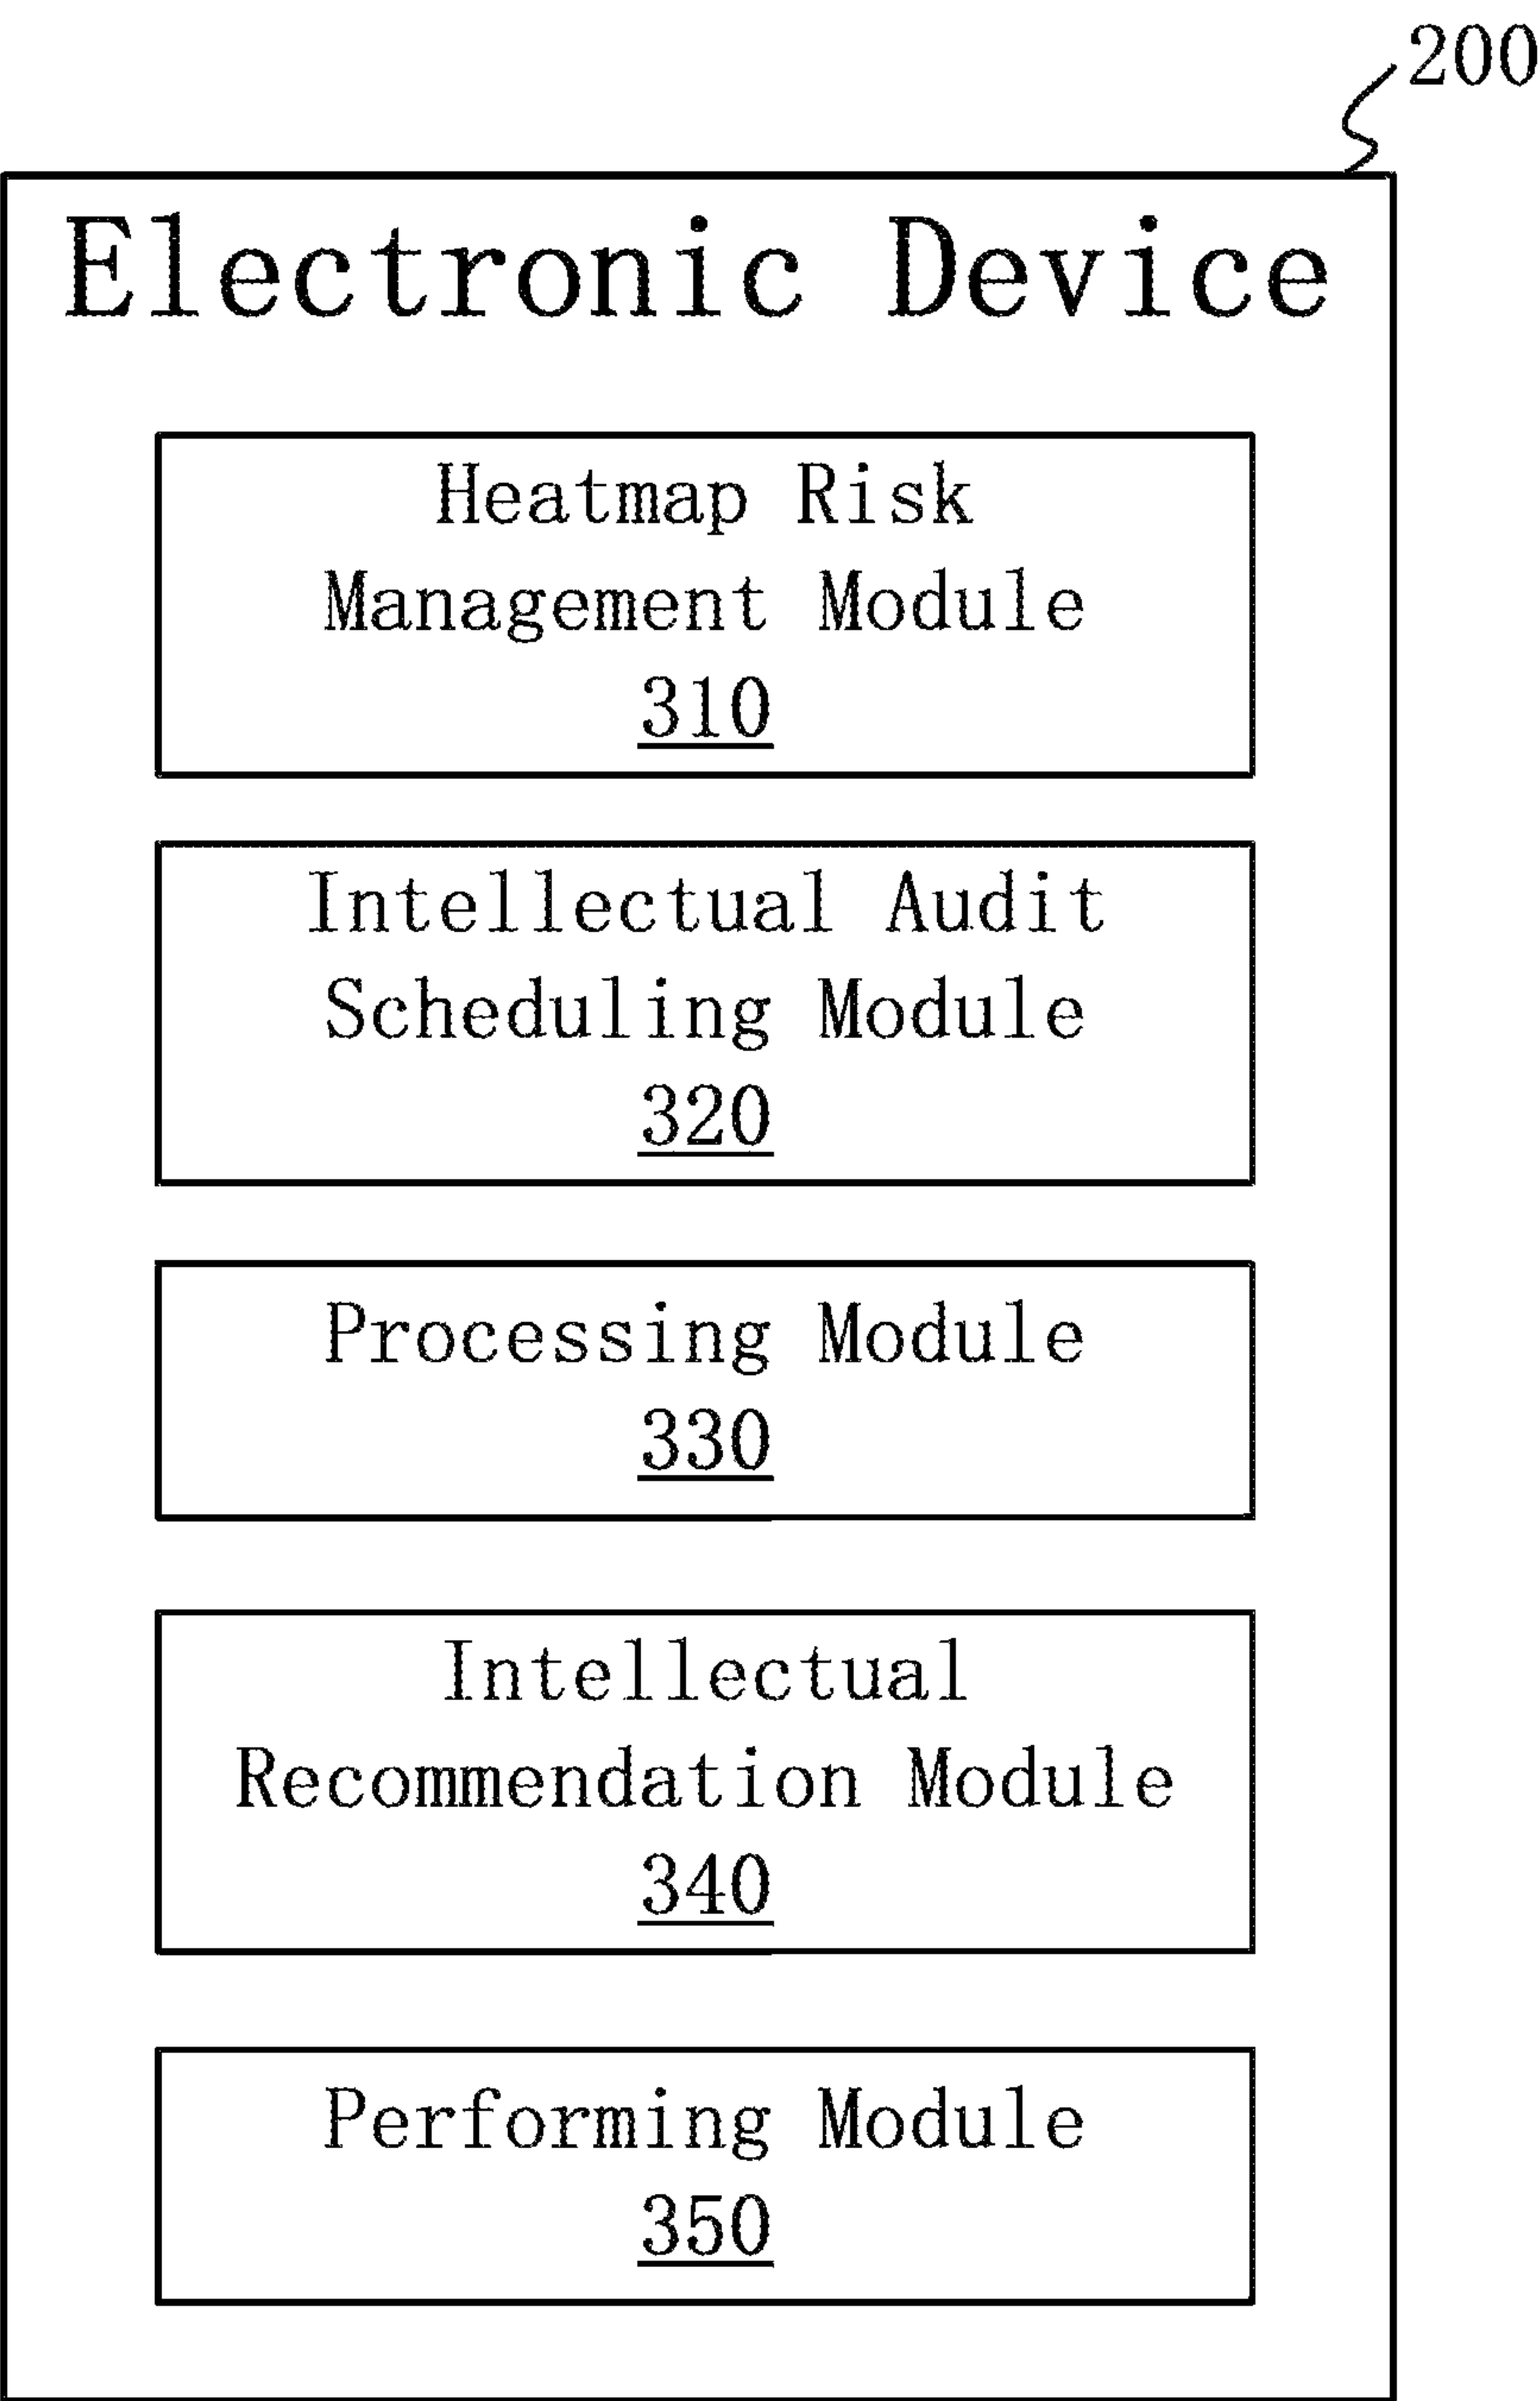 200
Electronic Device
Heatmap Risk
Management Module
310
Intellectual Audit
Scheduling Module
320
Processing Module
330
Intellectual
Recommendation Module
340
Performing Module
350